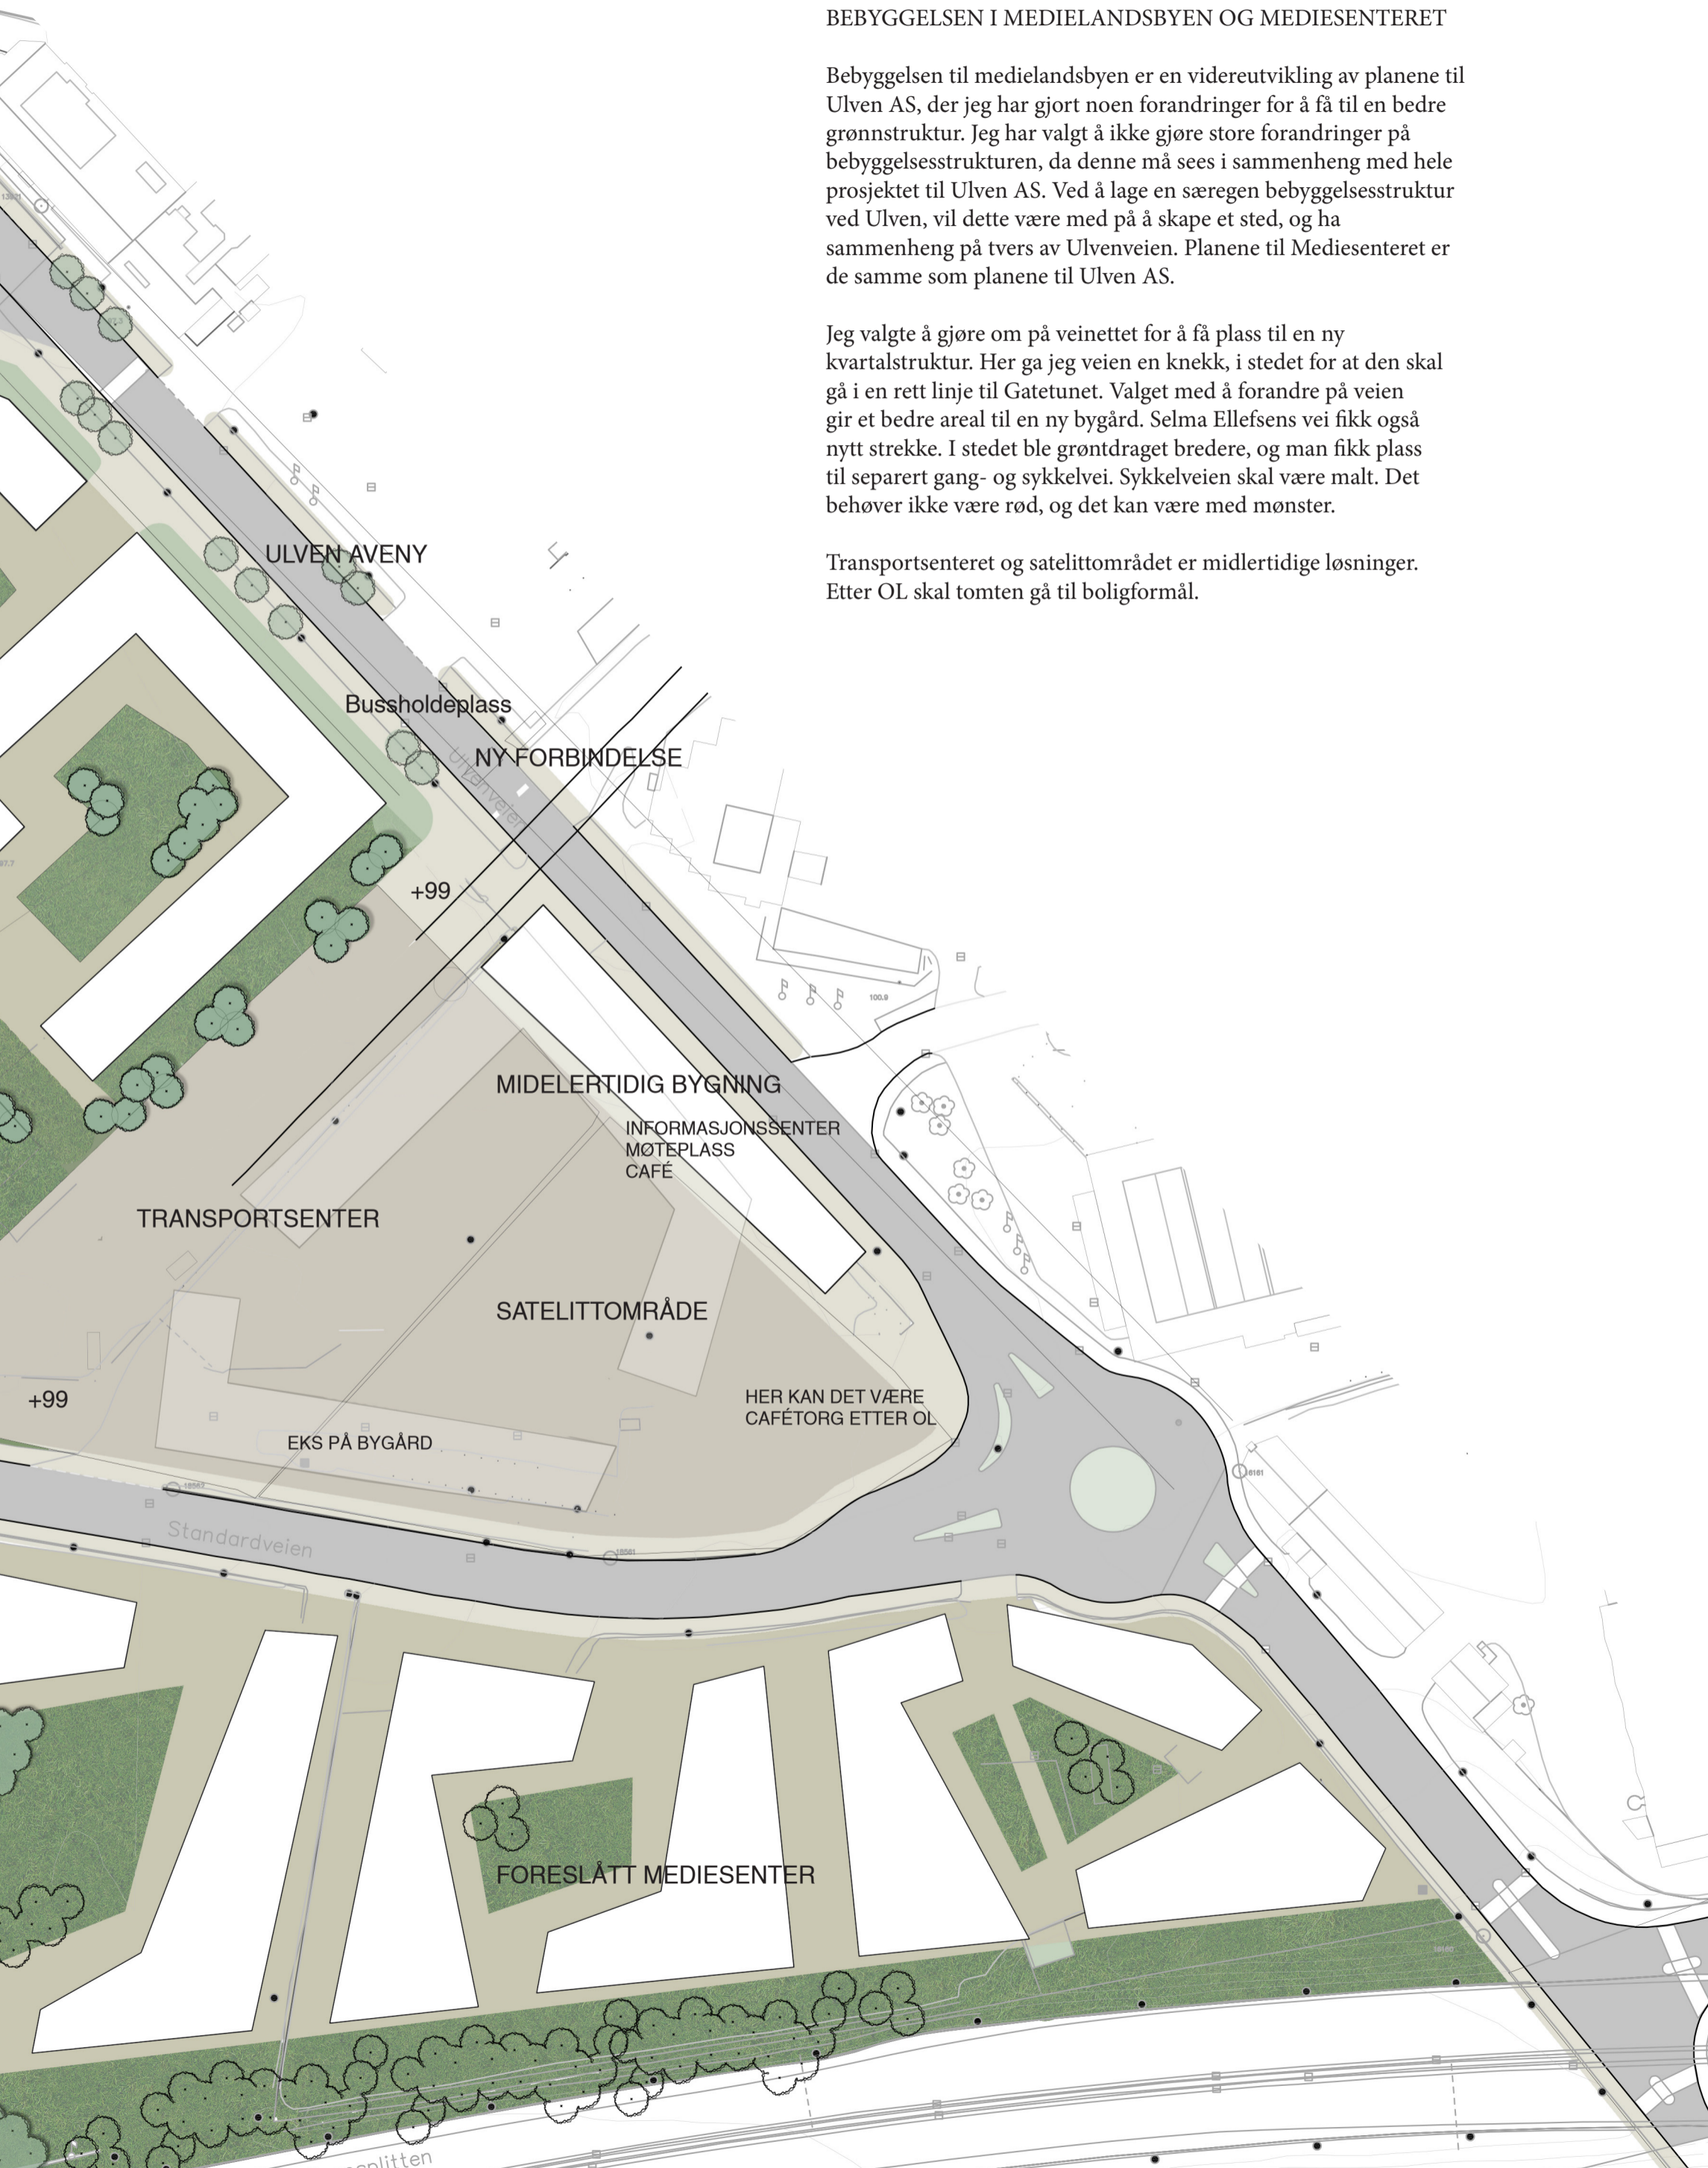 BEBYGGELSEN I MEDIELANDSBYEN OG MEDIESENTERET
Bebyggelsen til medielandsbyen er en videreutvikling av planene til
Ulven AS, der jeg har gjort noen forandringer for å få til en bedre
grønnstruktur. Jeg har valgt å ikke gjøre store forandringer på
bebyggelsesstrukturen, da denne må sees i sammenheng med hele
prosjektet til Ulven AS. Ved å lage en særegen bebyggelsesstruktur
ved Ulven, vil dette være med på å skape et sted, og ha
sammenheng på tvers av Ulvenveien. Planene til Mediesenteret er
de samme som planene til Ulven AS.
Jeg valgte å gjøre om på veinettet for å få plass til en ny
kvartalstruktur. Her ga jeg veien en knekk, i stedet for at den skal
gå i en rett linje til Gatetunet. Valget med å forandre på veien
gir et bedre areal til en ny bygård. Selma Ellefsens vei fikk også
nytt strekke. I stedet ble grøntdraget bredere, og man fikk plass
til separert gang- og sykkelvei. Sykkelveien skal være malt. Det
behøver ikke være rød, og det kan være med mønster.
Transportsenteret og satelittområdet er midlertidige løsninger.
Etter OL skal tomten gå til boligformål.
ULVEN AVENY
Bussholdeplass
NY FORBINDELSE
Ulvenveien
+99
100.9
MIDELERTIDIG BYGNING
INFORMASJONSSENTER
MØTEPLASS
CAFÉ
TRANSPORTSENTER
SATELITTOMRÅDE
HER KAN DET VÆRE
CAFÉTORG ETTER OL
+99
EKS PÅ BYGÅRD
Standardveien
FORESLÅTT MEDIESENTER